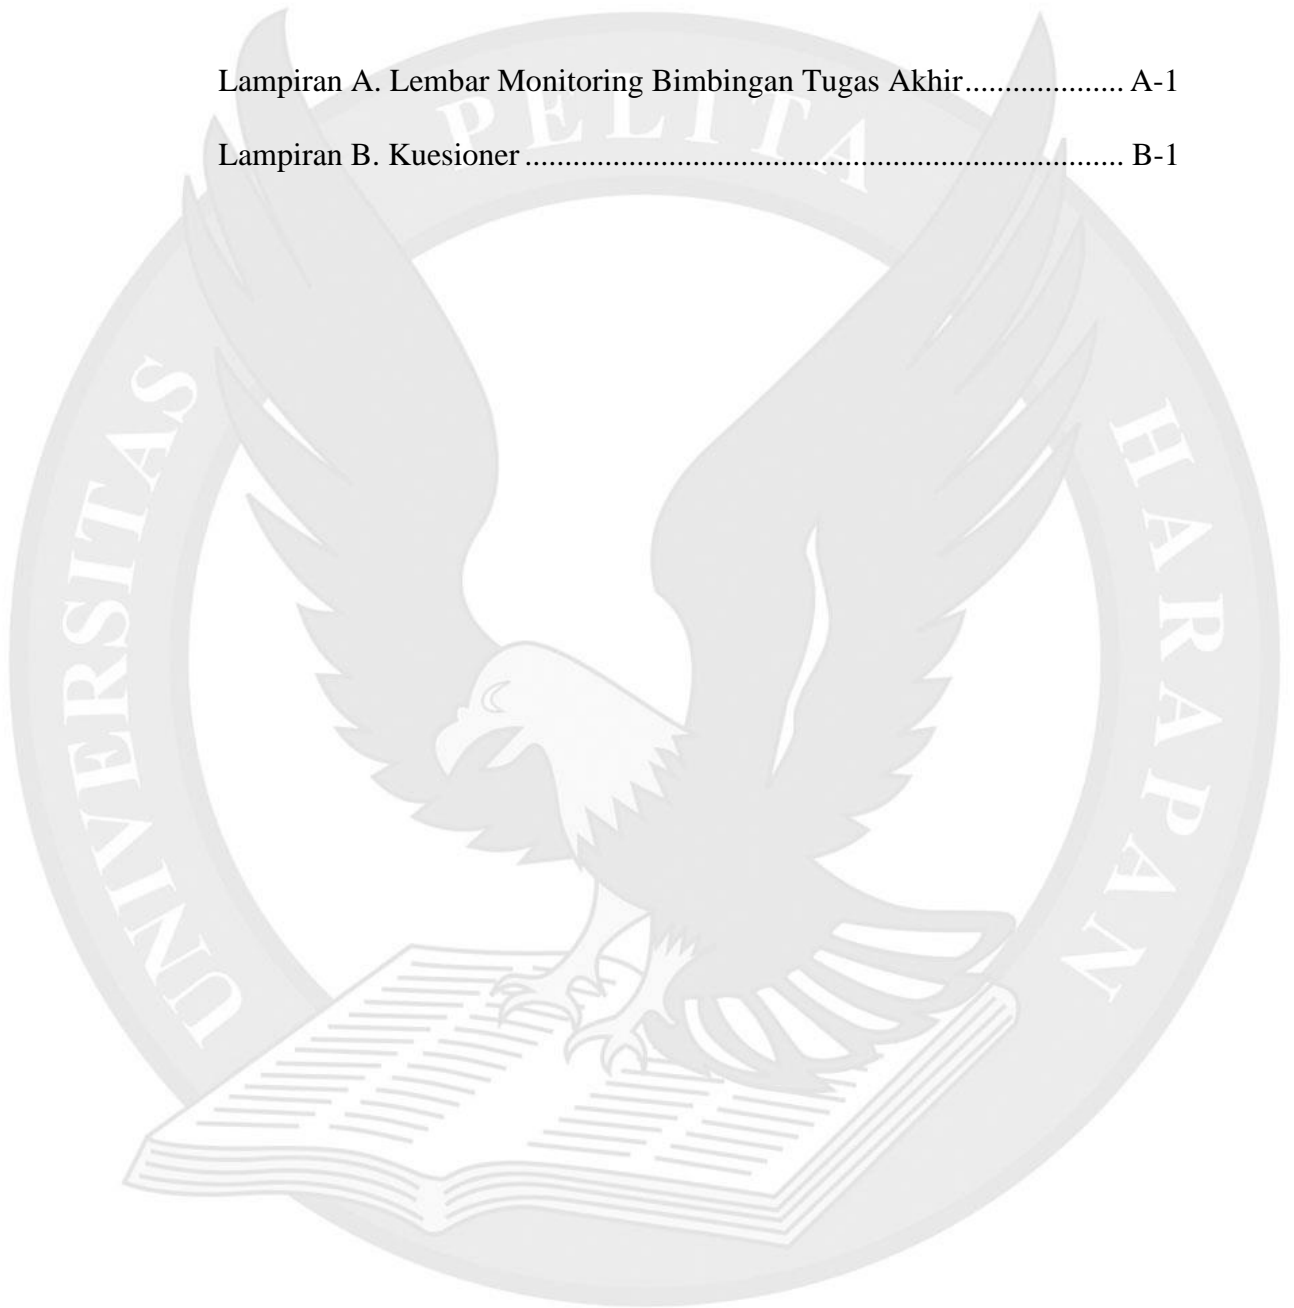 Lampiran A. Lembar Monitoring Bimbingan Tugas Akhir.................... A-1
Lampiran B. Kuesioner ........................................................................... B-1
UNIVERSITAS PELITA HARAPAN